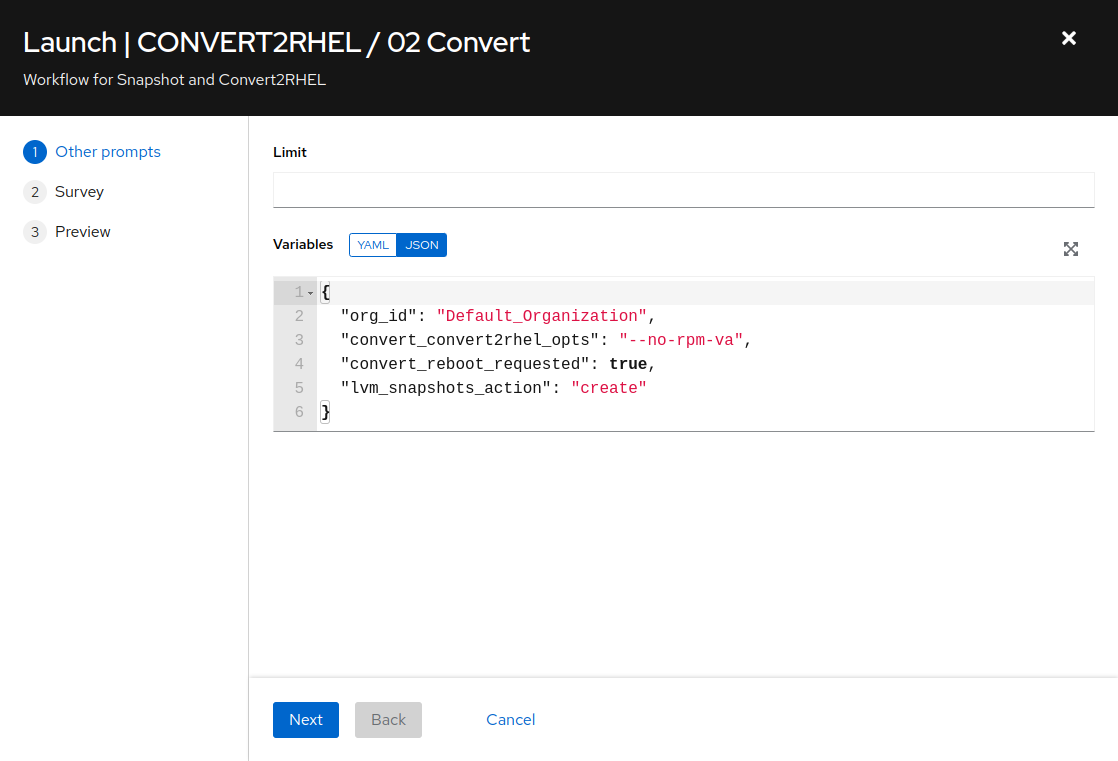 Launch | CONVERT2RHEL / 02 Convert
Workflow for Snapshot and Convert2RHEL
1 Other prompts
2 Survey
3 Preview
Limit
Variables YAML JSON
1 {
2 "org_id": "Default_Organization",
3 "convert_convert2rhel_opts": "--no-rpm-va",
4 "convert_reboot_requested": true,
5 "lvm_snapshots_action": "create"
6 }
Next Back Cancel